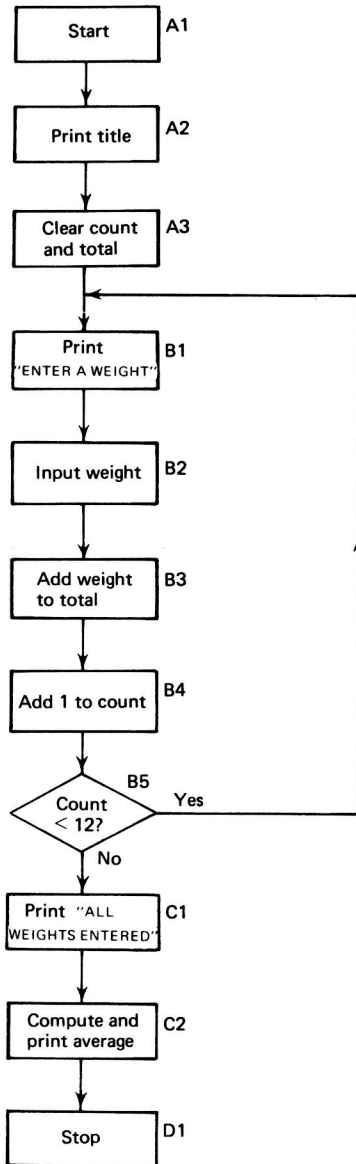 Start
A1
Print title
A2
Clear count
and total
A3
Print
"ENTER A WEIGHT"
B1
Input weight
B2
Add weight
to total
B3
Add 1 to count
B4
B5
Count
< 12?
Yes
No
Print "ALL
WEIGHTS ENTERED"
C1
Compute and
print average
C2
Stop
D1